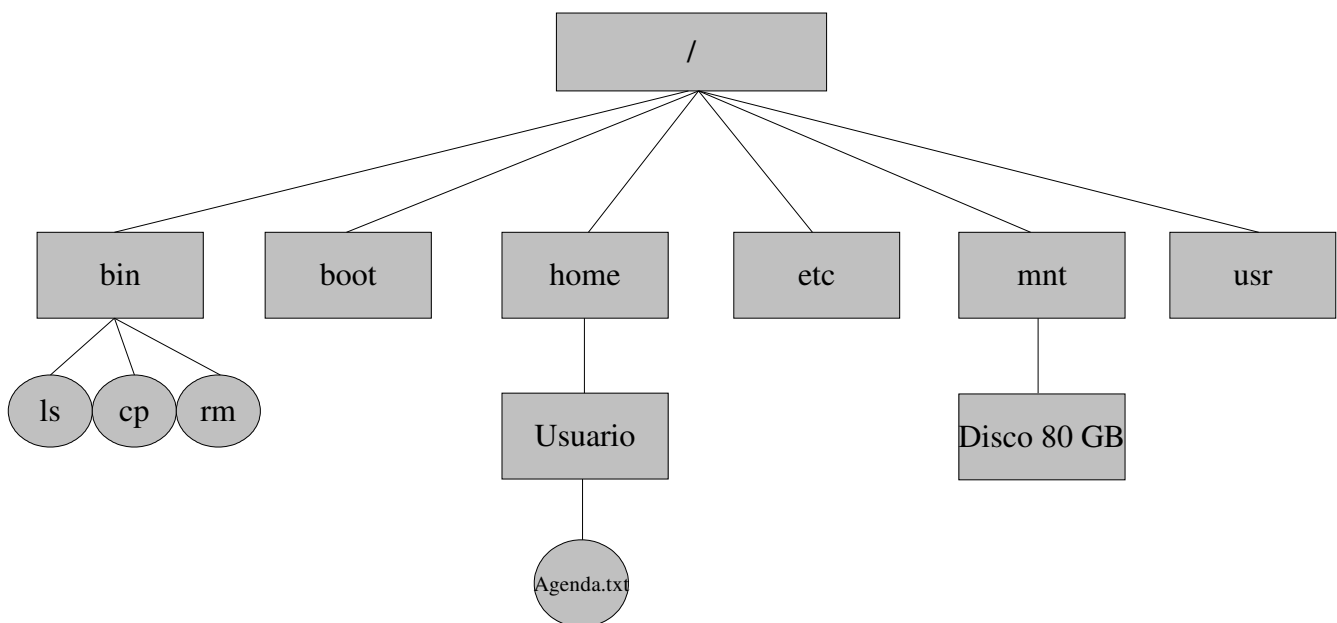 /
bin
boot
home
etc
mnt
usr
ls
cp
rm
Usuario
Disco 80 GB
Agenda.txt